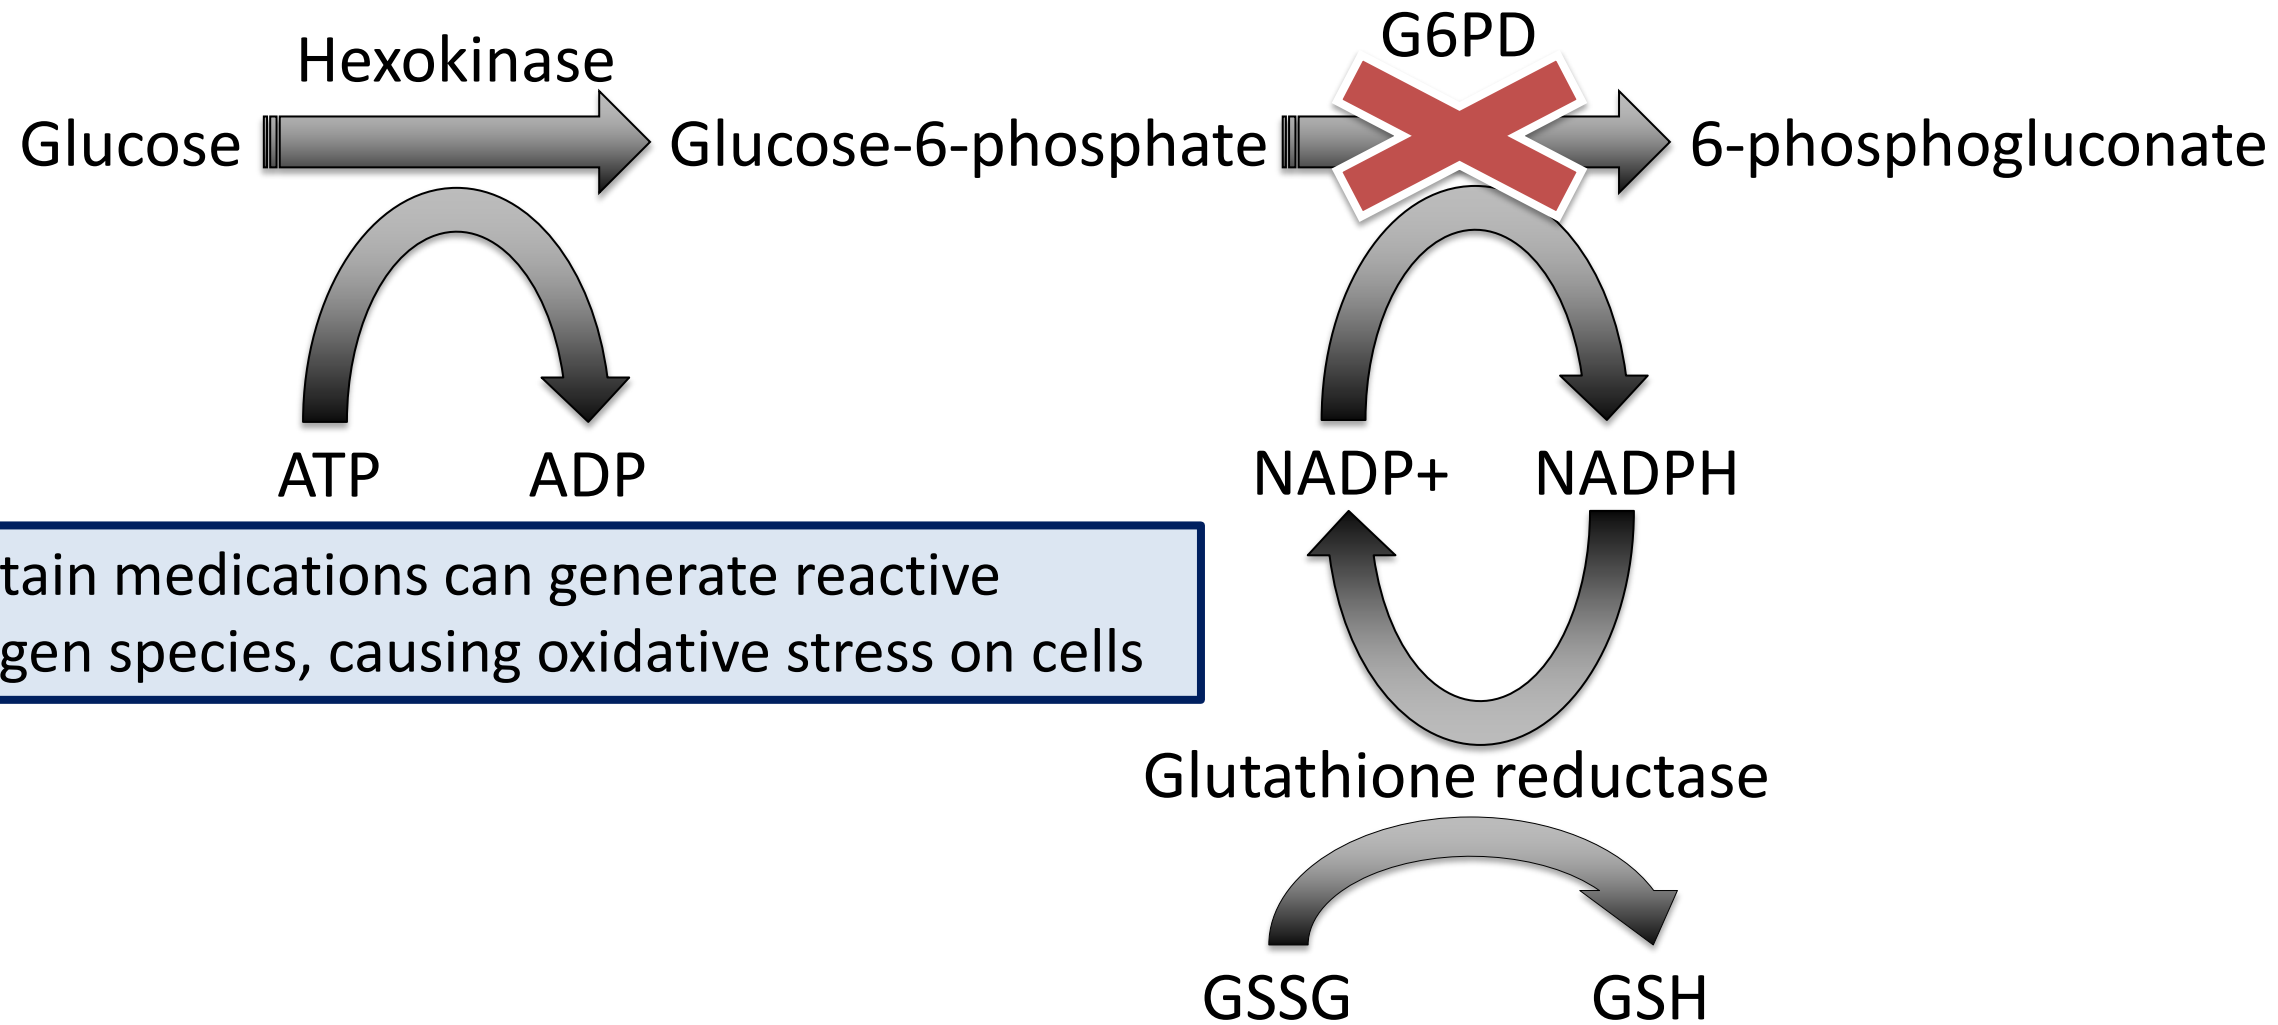 Hexokinase
G6PD
Glucose
Glucose-6-phosphate
6-phosphogluconate
ATP
ADP
NADP+
NADPH
tain medications can generate reactive
gen species, causing oxidative stress on cells
Glutathione reductase
GSSG
GSH